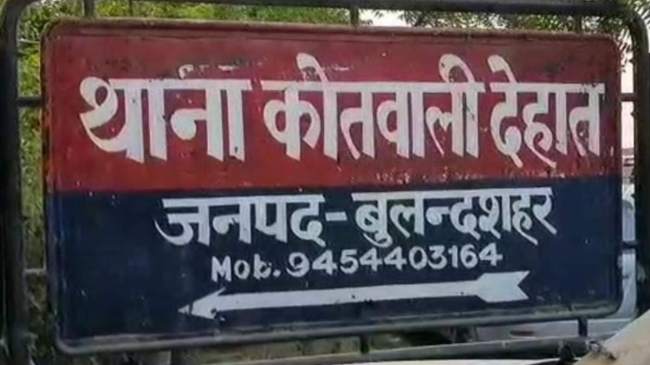 थाना कोतवाली देहात
जनपद-बुलन्दशहर
Mob. 9454403164